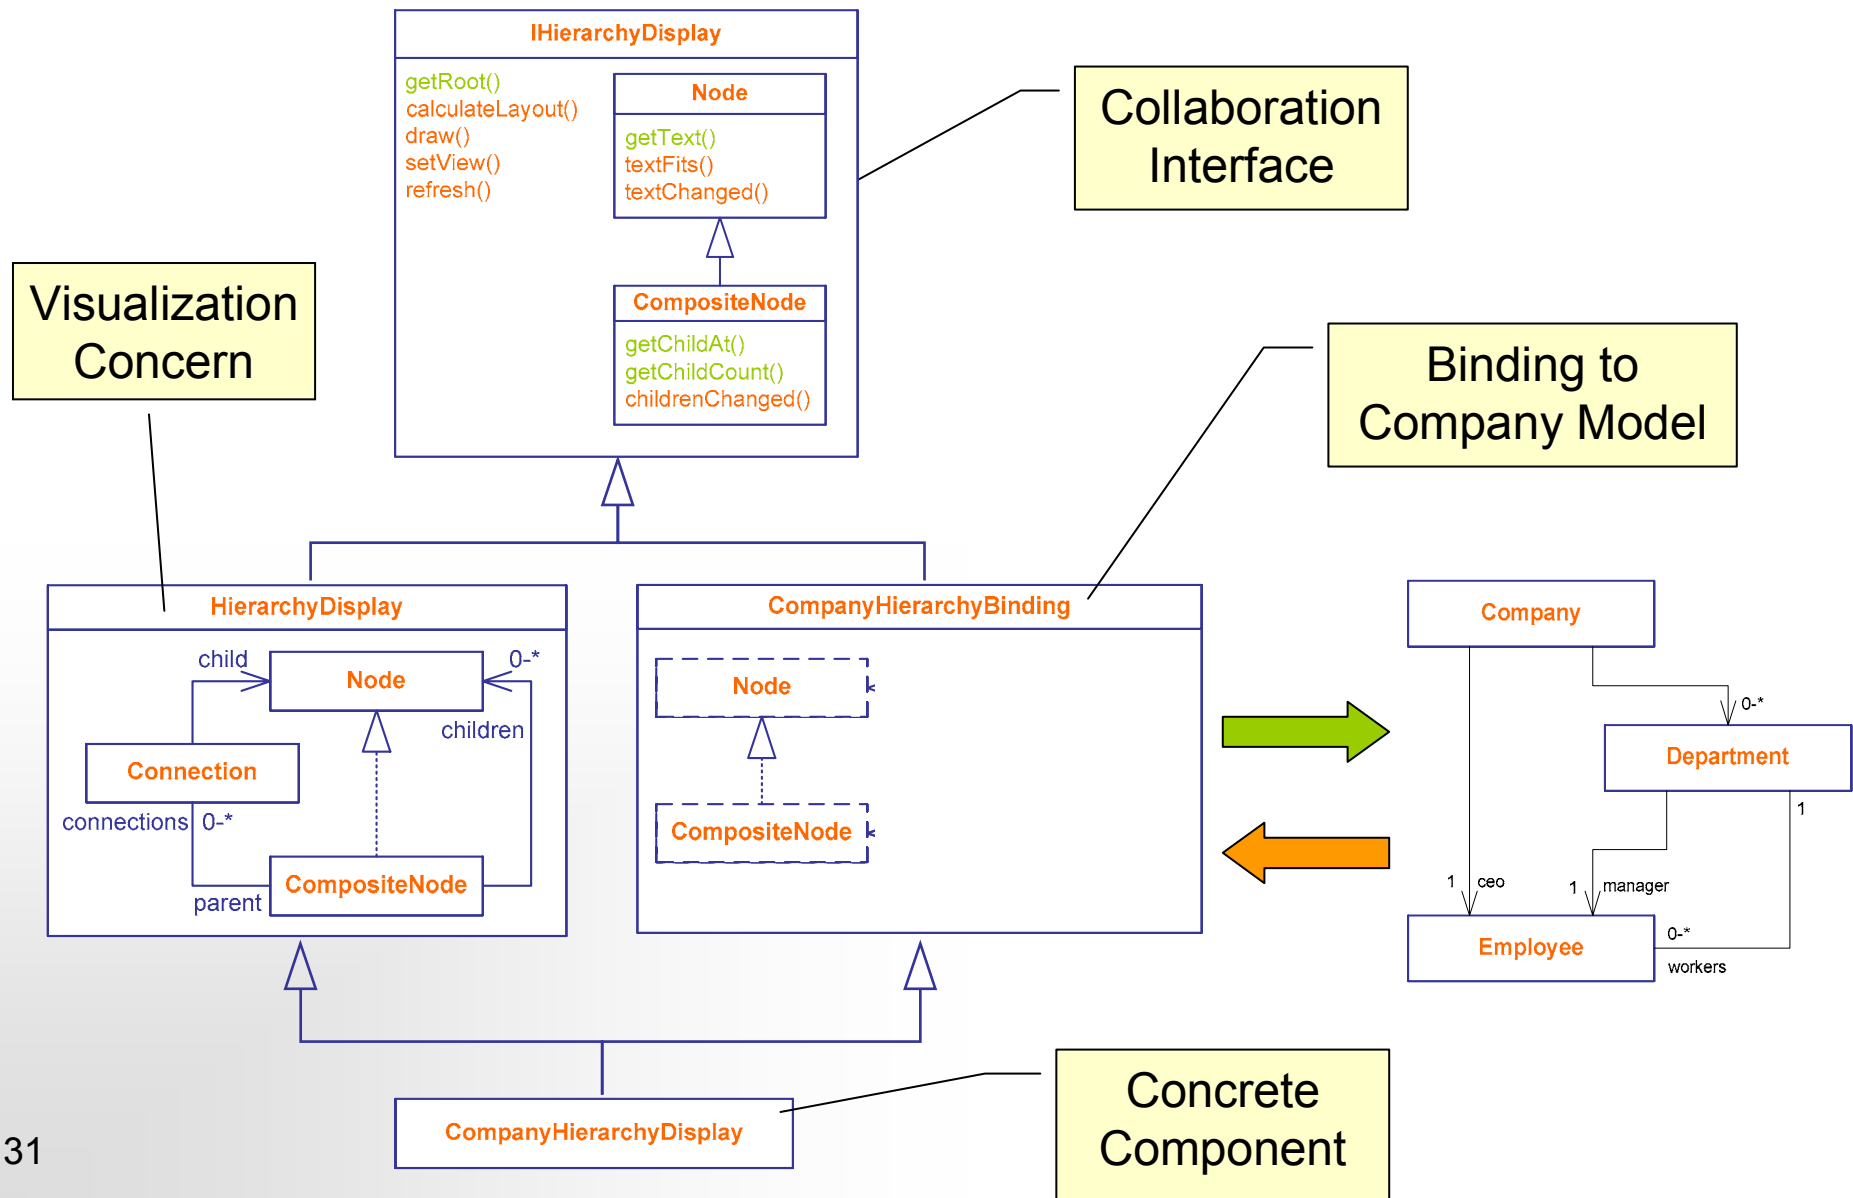 IHierarchyDisplay
getRoot()
calculateLayout()
draw()
setView()
refresh()
Node
getText()
textFits()
textChanged()
CompositeNode
getChildAt()
getChildCount()
childrenChanged()
Collaboration
Interface
Visualization
Concern
Binding to
Company Model
HierarchyDisplay
child
Node
0-*
children
Connection
connections
0-*
CompositeNode
parent
CompanyHierarchyBinding
Node
CompositeNode
Company
0-*
Department
1
1
ceo
1
manager
Employee
0-*
workers
CompanyHierarchyDisplay
Concrete
Component
31